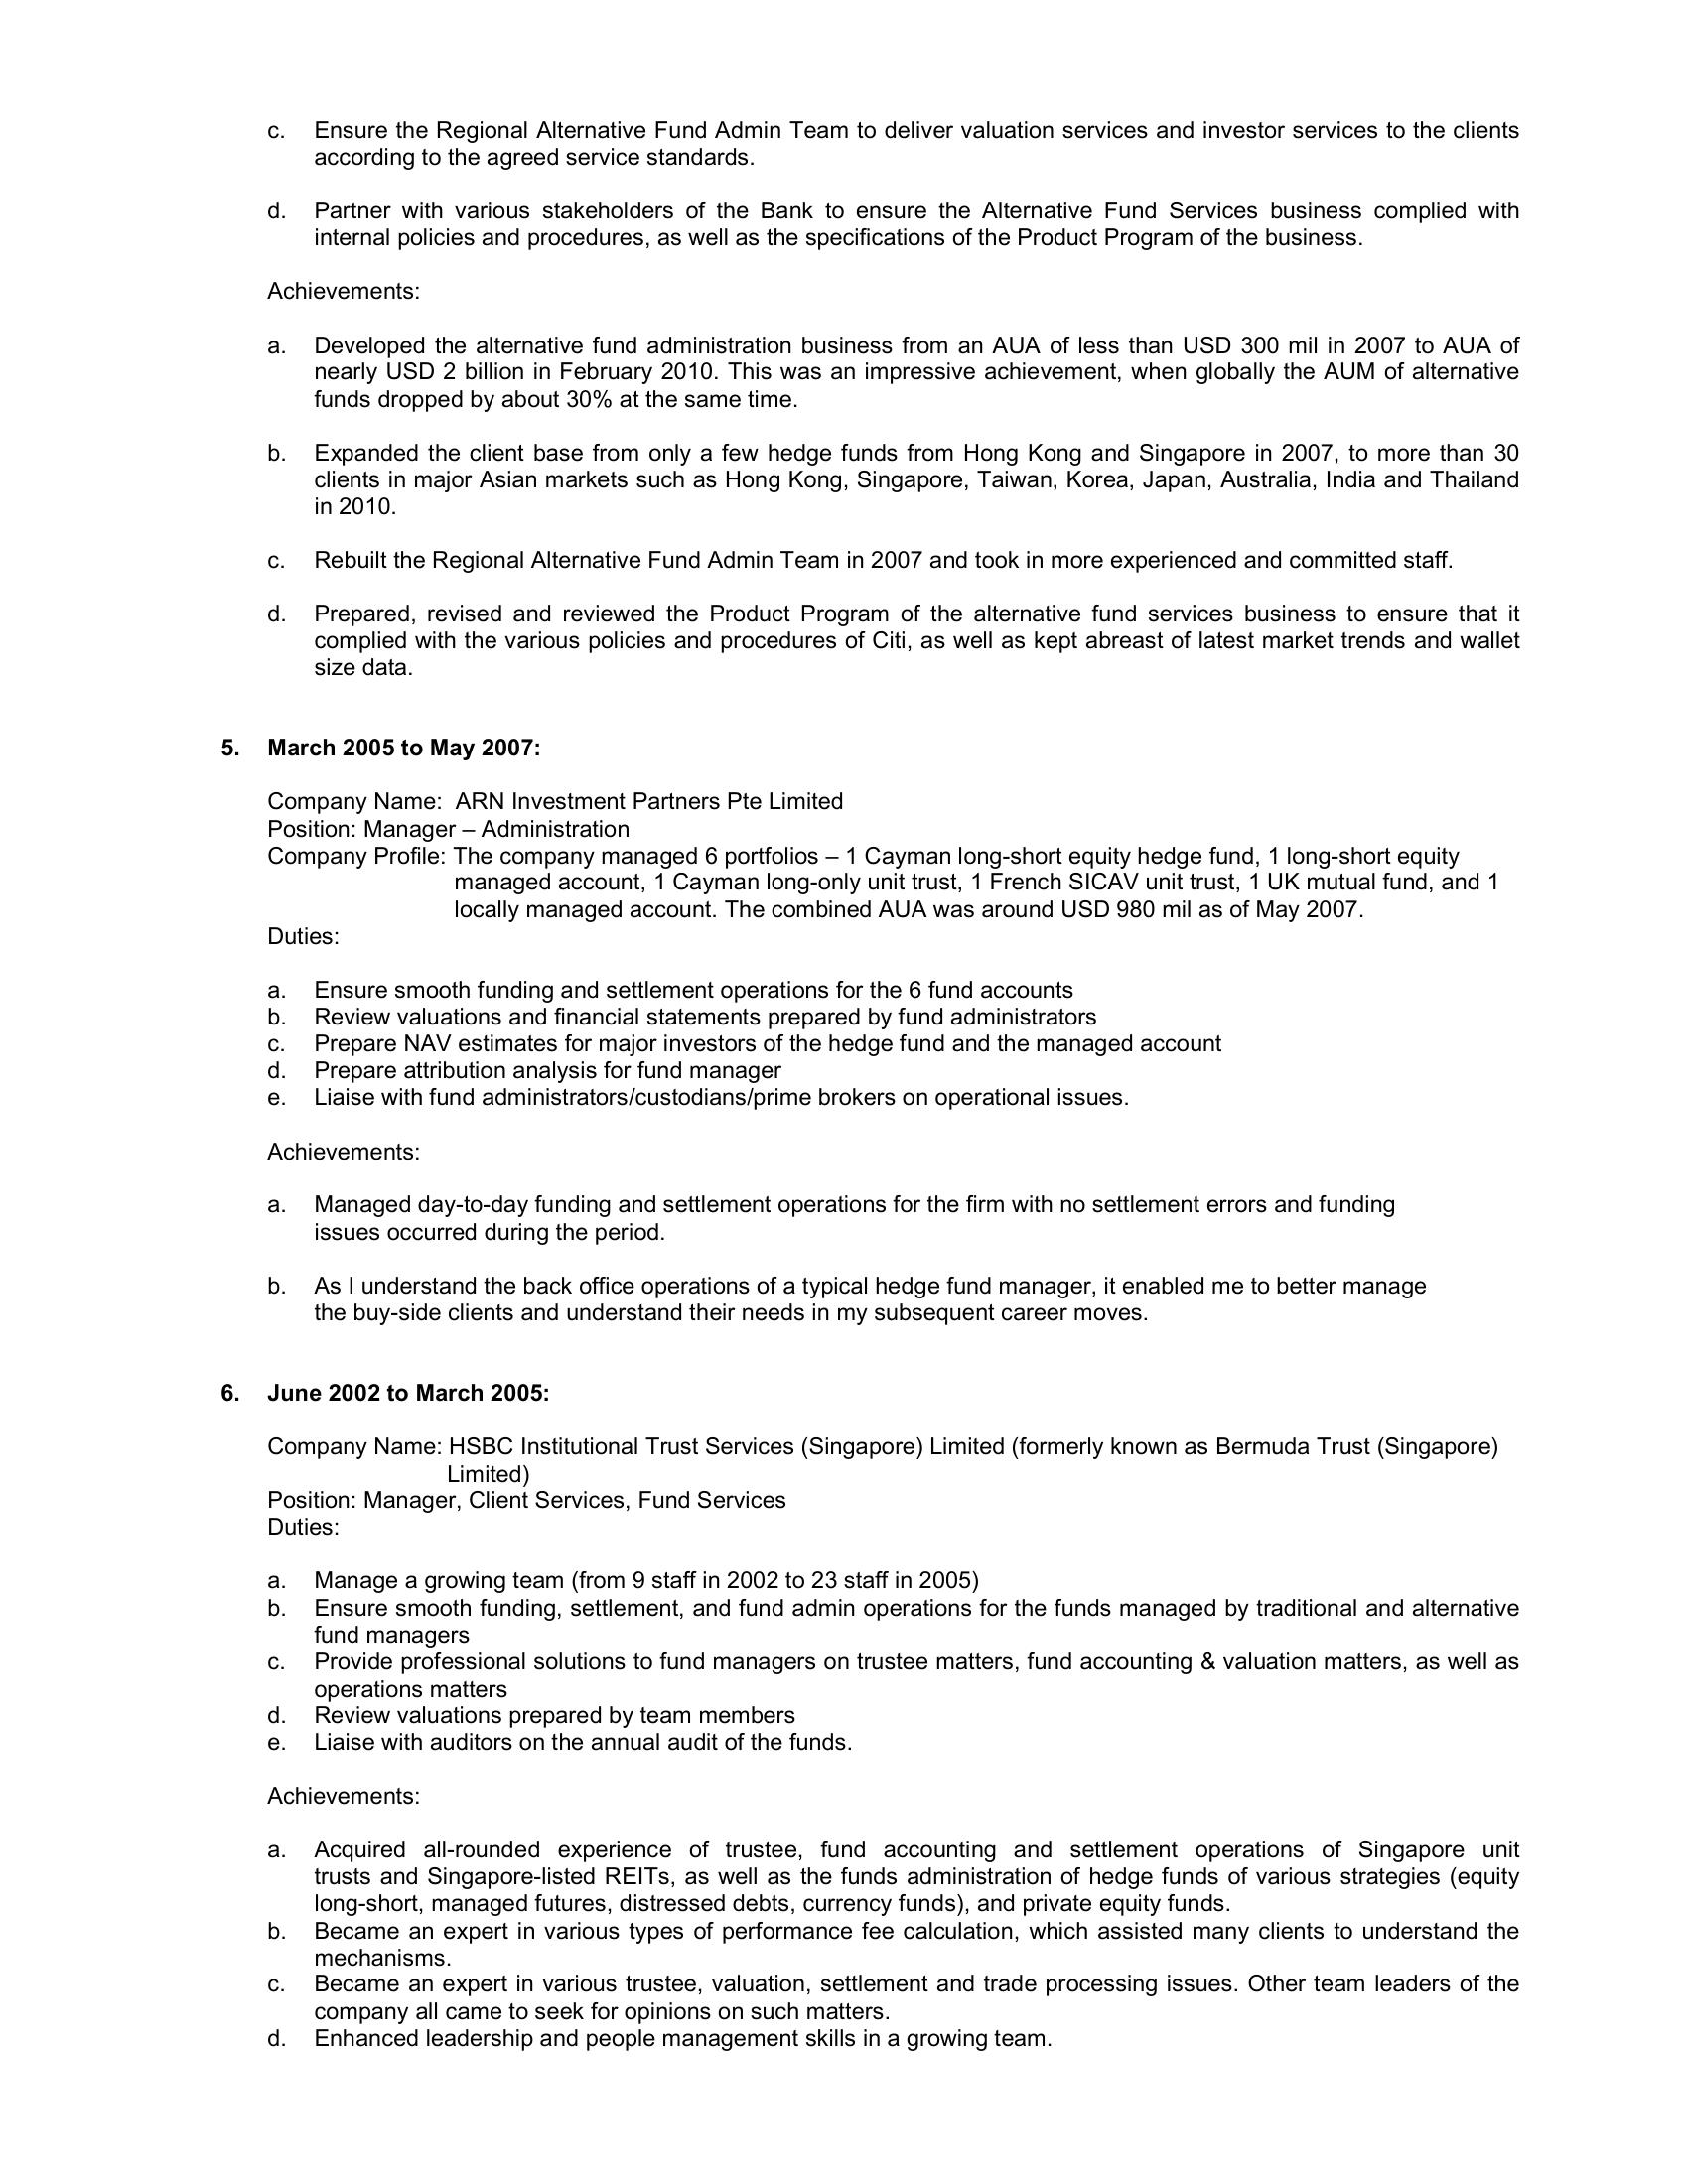 c. Ensure the Regional Alternative Fund Admin Team to deliver valuation services and investor services to the clients
according to the agreed service standards.
d. Partner with various stakeholders of the Bank to ensure the Alternative Fund Services business complied with
internal policies and procedures, as well as the specifications of the Product Program of the business.
Achievements:
a. Developed the alternative fund administration business from an AUA of less than USD 300 mil in 2007 to AUA of
nearly USD 2 billion in February 2010. This was an impressive achievement, when globally the AUM of alternative
funds dropped by about 30% at the same time.
b. Expanded the client base from only a few hedge funds from Hong Kong and Singapore in 2007, to more than 30
clients in major Asian markets such as Hong Kong, Singapore, Taiwan, Korea, Japan, Australia, India and Thailand
in 2010.
c. Rebuilt the Regional Alternative Fund Admin Team in 2007 and took in more experienced and committed staff.
d. Prepared, revised and reviewed the Product Program of the alternative fund services business to ensure that it
complied with the various policies and procedures of Citi, as well as kept abreast of latest market trends and wallet
size data.
5. March 2005 to May 2007:
Company Name: ARN Investment Partners Pte Limited
Position: Manager – Administration
Company Profile: The company managed 6 portfolios – 1 Cayman long-short equity hedge fund, 1 long-short equity
managed account, 1 Cayman long-only unit trust, 1 French SICAV unit trust, 1 UK mutual fund, and 1
locally managed account. The combined AUA was around USD 980 mil as of May 2007.
Duties:
a. Ensure smooth funding and settlement operations for the 6 fund accounts
b. Review valuations and financial statements prepared by fund administrators
c. Prepare NAV estimates for major investors of the hedge fund and the managed account
d. Prepare attribution analysis for fund manager
e. Liaise with fund administrators/custodians/prime brokers on operational issues.
Achievements:
a. Managed day-to-day funding and settlement operations for the firm with no settlement errors and funding
issues occurred during the period.
b. As I understand the back office operations of a typical hedge fund manager, it enabled me to better manage
the buy-side clients and understand their needs in my subsequent career moves.
6. June 2002 to March 2005:
Company Name: HSBC Institutional Trust Services (Singapore) Limited (formerly known as Bermuda Trust (Singapore)
Limited)
Position: Manager, Client Services, Fund Services
Duties:
a. Manage a growing team (from 9 staff in 2002 to 23 staff in 2005)
b. Ensure smooth funding, settlement, and fund admin operations for the funds managed by traditional and alternative
fund managers
c. Provide professional solutions to fund managers on trustee matters, fund accounting & valuation matters, as well as
operations matters
d. Review valuations prepared by team members
e. Liaise with auditors on the annual audit of the funds.
Achievements:
a. Acquired all-rounded experience of trustee, fund accounting and settlement operations of Singapore unit
trusts and Singapore-listed REITs, as well as the funds administration of hedge funds of various strategies (equity
long-short, managed futures, distressed debts, currency funds), and private equity funds.
b. Became an expert in various types of performance fee calculation, which assisted many clients to understand the
mechanisms.
c. Became an expert in various trustee, valuation, settlement and trade processing issues. Other team leaders of the
company all came to seek for opinions on such matters.
d. Enhanced leadership and people management skills in a growing team.